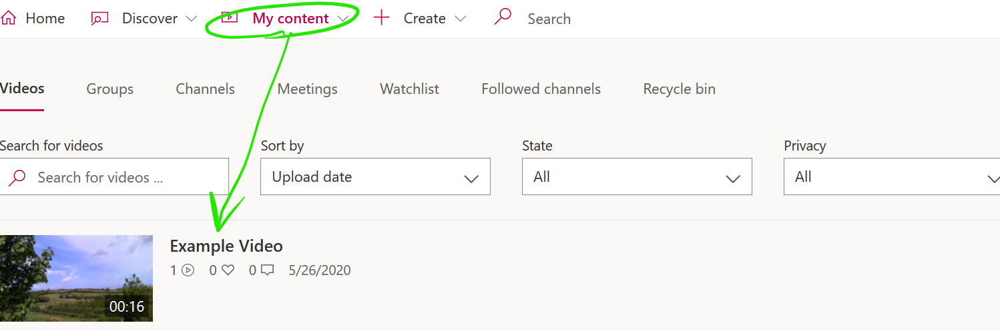 Home Discover My content Create Search
Videos Groups Channels Meetings Watchlist Followed channels Recycle bin
Search for videos Sort by State Privacy
Search for videos ... Upload date All All
Example Video
1 0 0 5/26/2020
00:16